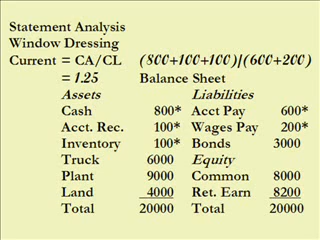 Statement Analysis
Window Dressing
Current = CA/CL (800+100+100)/(600+200)
= 1.25 Balance Sheet
Assets Liabilities
Cash 800* Acct Pay 600*
Acct. Rec. 100* Wages Pay 200*
Inventory 100* Bonds 3000
Truck 6000 Equity
Plant 9000 Common 8000
Land 4000 Ret. Earn 8200
Total 20000 Total 20000